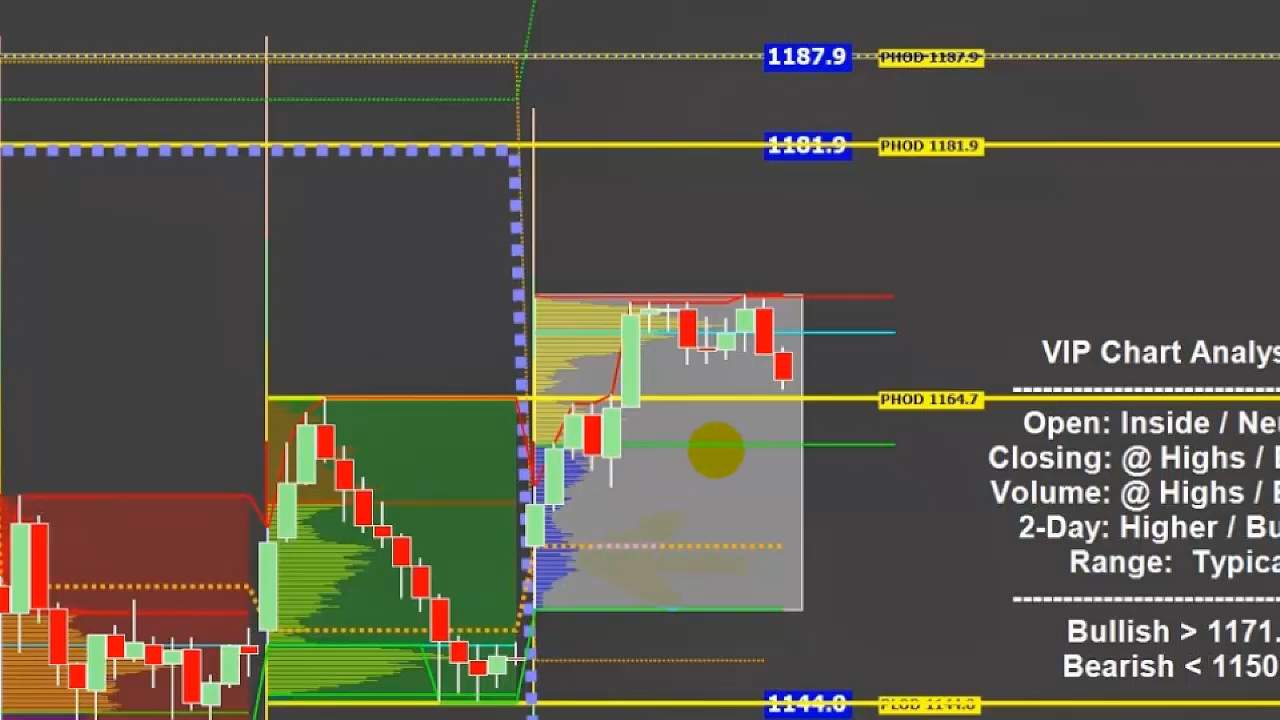 1187.9 PHOD 1187.9
1181.9 PHOD 1181.9
PHOD 1164.7
1144.0
VIP Chart Analys
Open: Inside / Neu
Closing: @ Highs / B
Volume: @ Highs / B
2-Day: Higher / Bu
Range: Typica
Bullish > 1171.
Bearish < 1150